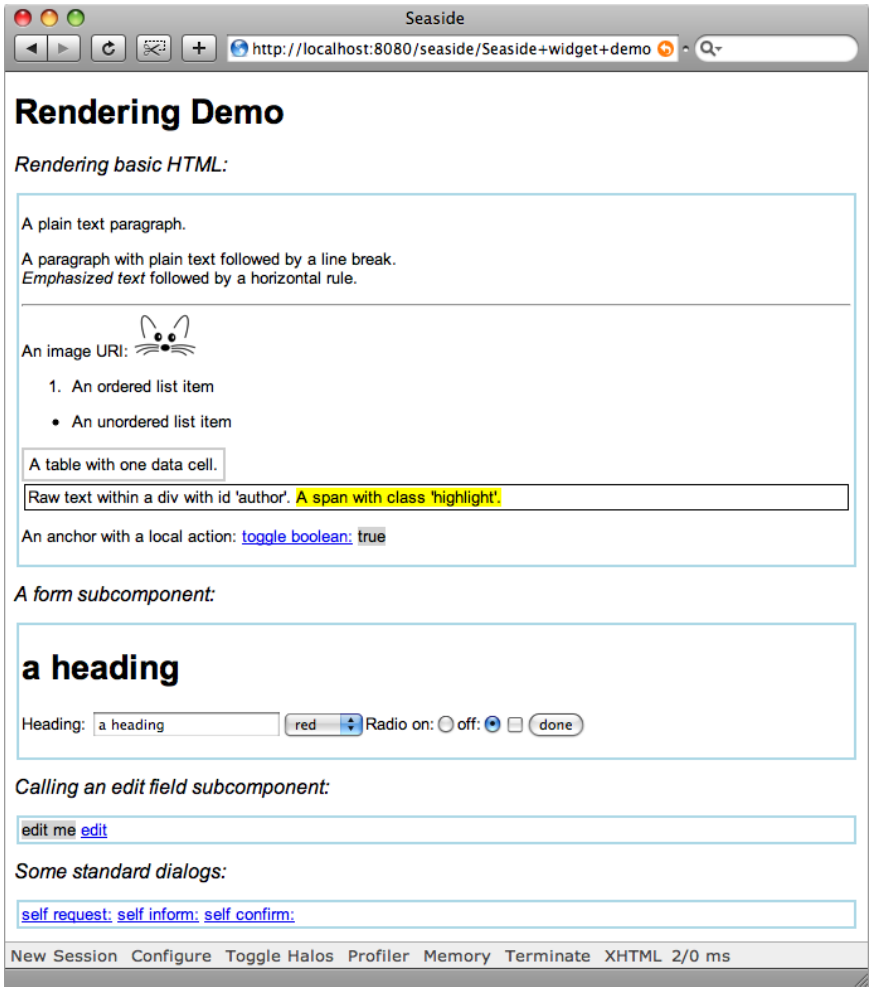 Seaside
http://localhost:8080/seaside/Seaside+widget+demo
Rendering Demo
Rendering basic HTML:
A plain text paragraph.
A paragraph with plain text followed by a line break.
Emphasized text followed by a horizontal rule.
An image URI:
1. An ordered list item
• An unordered list item
A table with one data cell.
Raw text within a div with id 'author'. A span with class 'highlight'.
An anchor with a local action: toggle boolean: true
A form subcomponent:
a heading
Heading: a heading red Radio on: off: done
Calling an edit field subcomponent:
edit me edit
Some standard dialogs:
self request: self inform: self confirm:
New Session Configure Toggle Halos Profiler Memory Terminate XHTML 2/0 ms